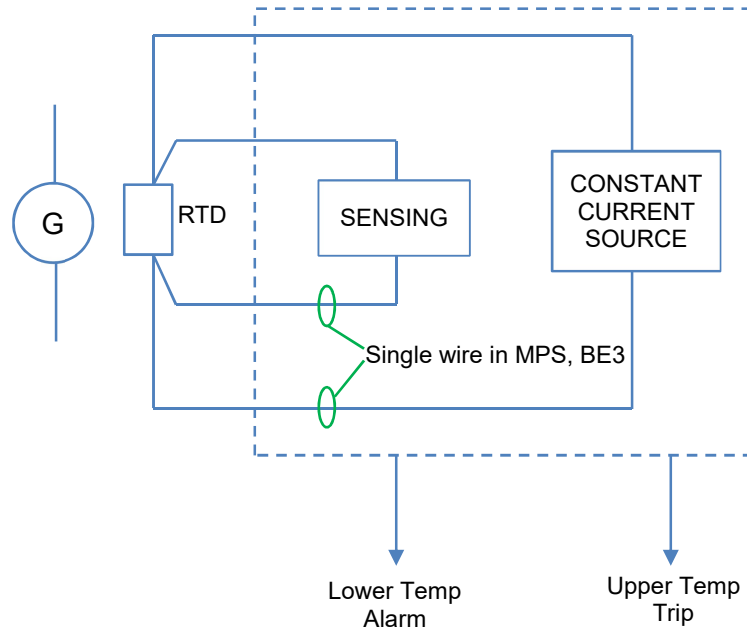 CONSTANT
CURRENT
SOURCE
G
RTD
SENSING
Single wire in MPS, BE3
Lower Temp
Alarm
Upper Temp
Trip